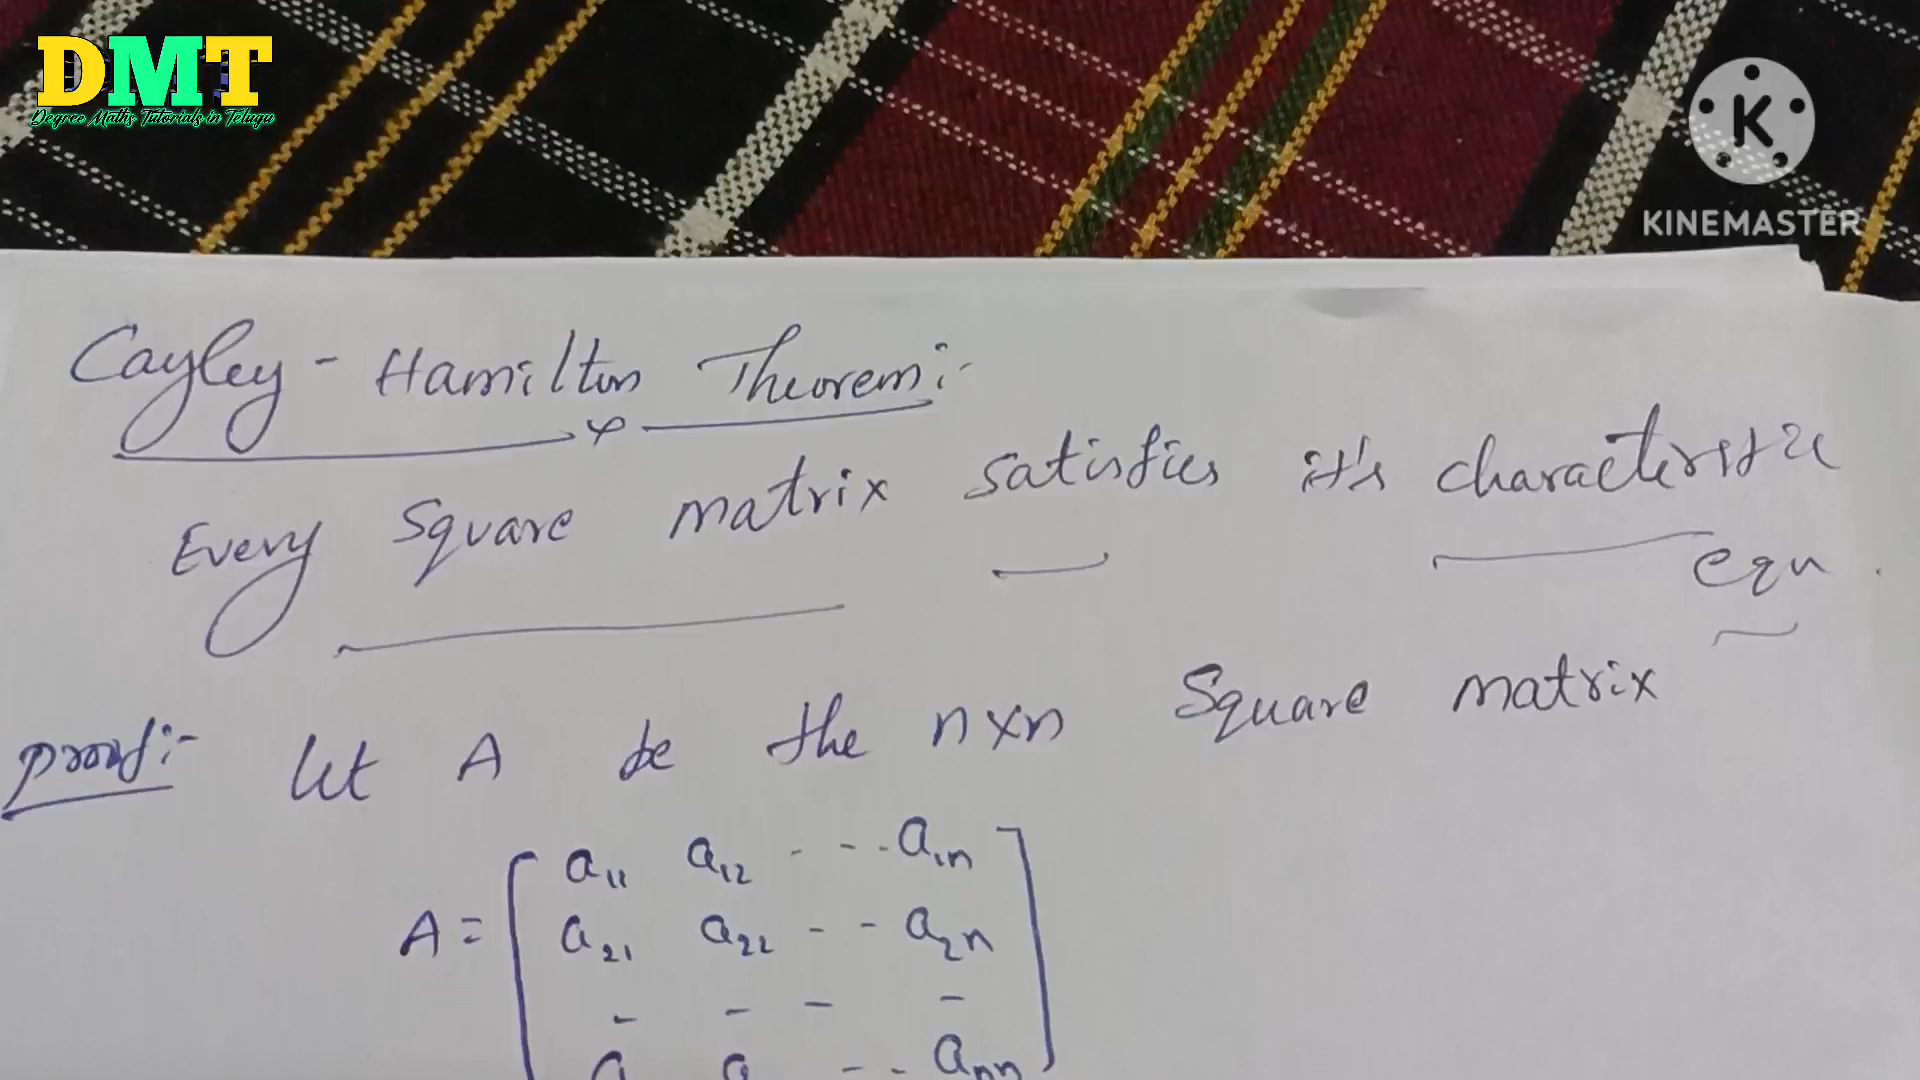 DMT
Degree Maths Tutorials in Telugu
K
KINEMASTER
Cayley - Hamilton Theorem:-
Every Square matrix satisfies it's characteristic
eqn.
proof:- let A be the n×n Square matrix
a11 a12 - - - a1n
A = a21 a22 - - a2n
- - - -
a a - - ann